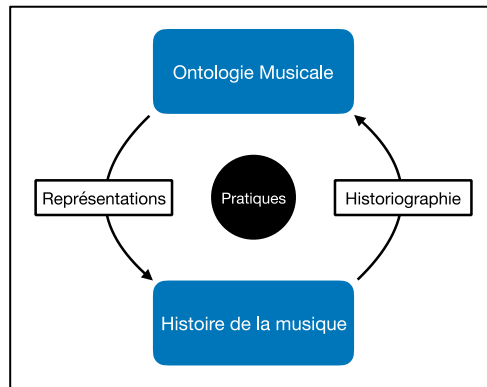 Ontologie Musicale
Représentations
Pratiques
Historiographie
Histoire de la musique